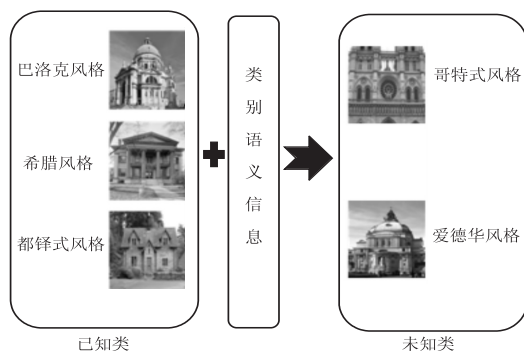 巴洛克风格
希腊风格
都铎式风格
已知类
类别语义信息
哥特式风格
爱德华风格
未知类